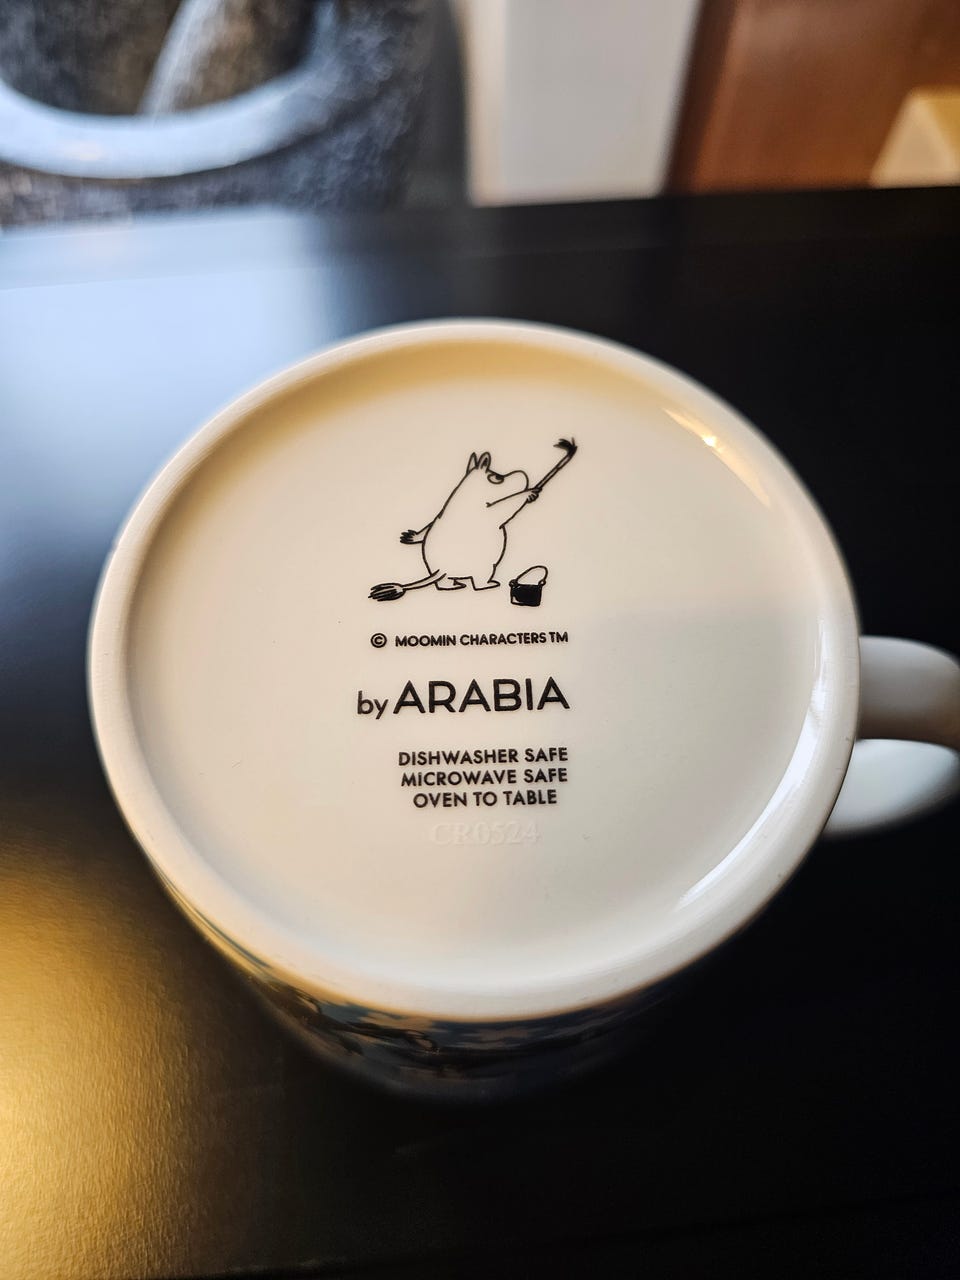 © MOOMIN CHARACTERS TM
by ARABIA
DISHWASHER SAFE
MICROWAVE SAFE
OVEN TO TABLE
CR0524